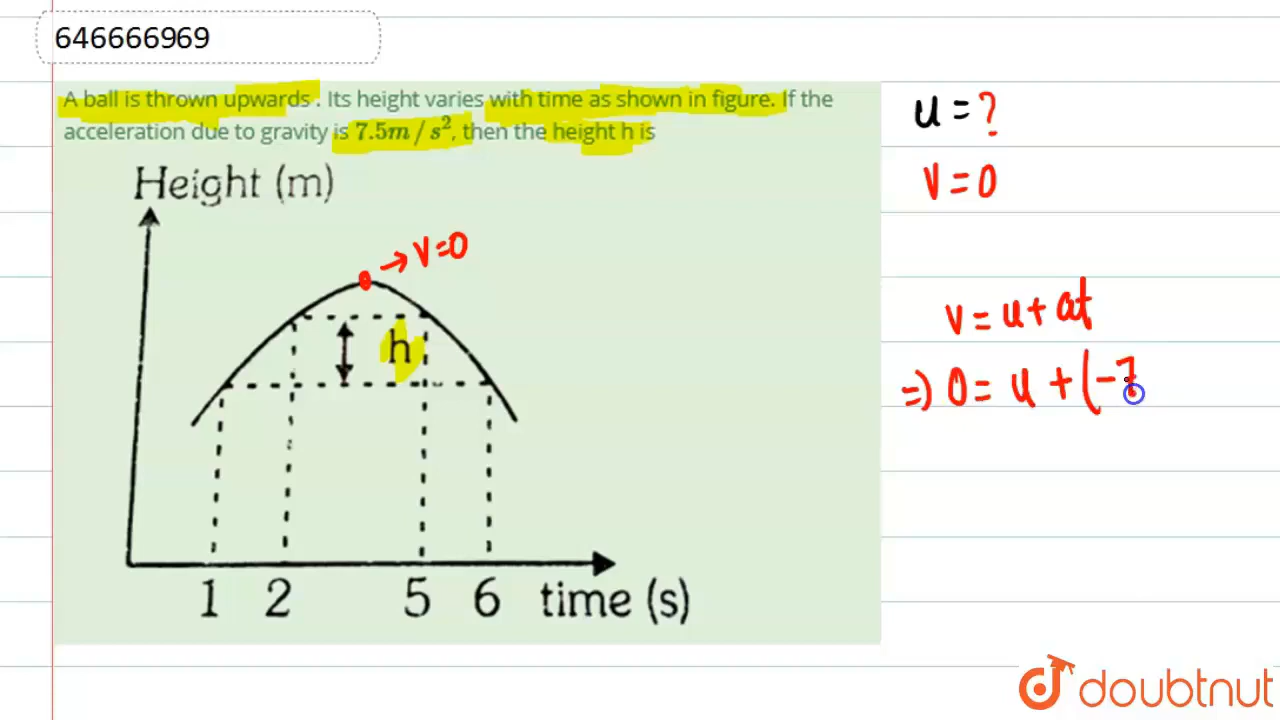 646666969
A ball is thrown upwards . Its height varies with time as shown in figure. If the
acceleration due to gravity is 7.5m/s², then the height h is
Height (m)
→ v=0
h
1 2 5 6 time (s)
u = ?
v = 0
v = u + at
=) 0 = u + (-7
doubtnut